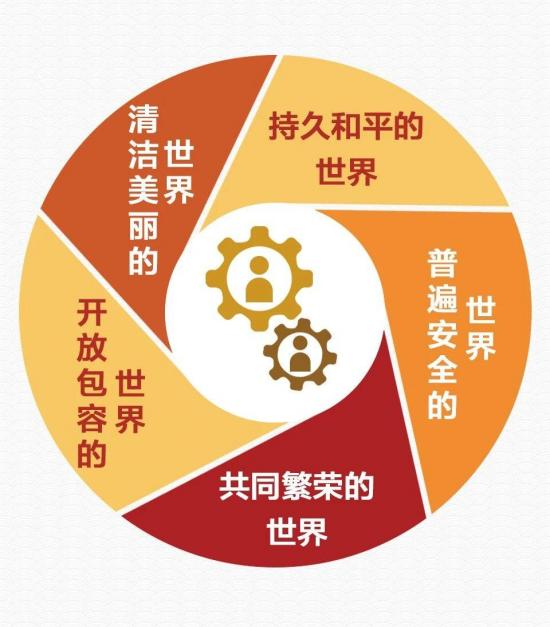 持久和平的
世界
普遍安全的
世界
共同繁荣的
世界
开放包容的
世界
清洁美丽的
世界